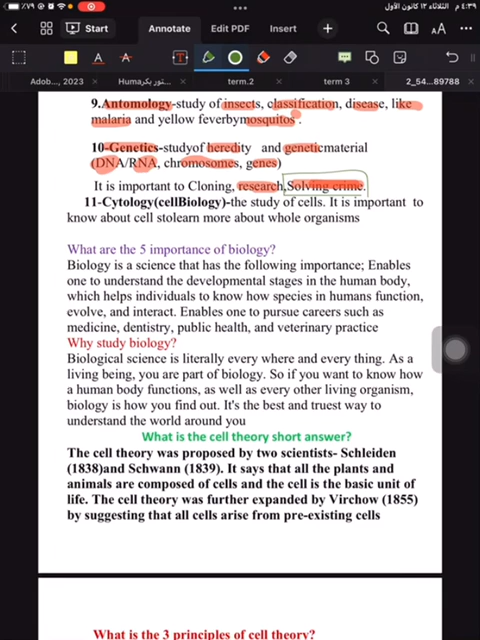 ٤:٣٩ م الثلاثاء ١٢ كانون الأول
٪٧٩
Start
Annotate
Edit PDF
Insert
Adob..., 2023
term.2
term 3
2_54...89788
9.Antomology-study of insects, classification, disease, like
malaria and yellow feverbymosquitos .
10-Genetics-studyof heredity and geneticmaterial
(DNA/RNA, chromosomes, genes)
It is important to Cloning, research,Solving crime.
11-Cytology(cellBiology)-the study of cells. It is important to
know about cell stolearn more about whole organisms
What are the 5 importance of biology?
Biology is a science that has the following importance; Enables
one to understand the developmental stages in the human body,
which helps individuals to know how species in humans function,
evolve, and interact. Enables one to pursue careers such as
medicine, dentistry, public health, and veterinary practice
Why study biology?
Biological science is literally every where and every thing. As a
living being, you are part of biology. So if you want to know how
a human body functions, as well as every other living organism,
biology is how you find out. It's the best and truest way to
understand the world around you
What is the cell theory short answer?
The cell theory was proposed by two scientists- Schleiden
(1838)and Schwann (1839). It says that all the plants and
animals are composed of cells and the cell is the basic unit of
life. The cell theory was further expanded by Virchow (1855)
by suggesting that all cells arise from pre-existing cells
What is the 3 principles of cell theory?